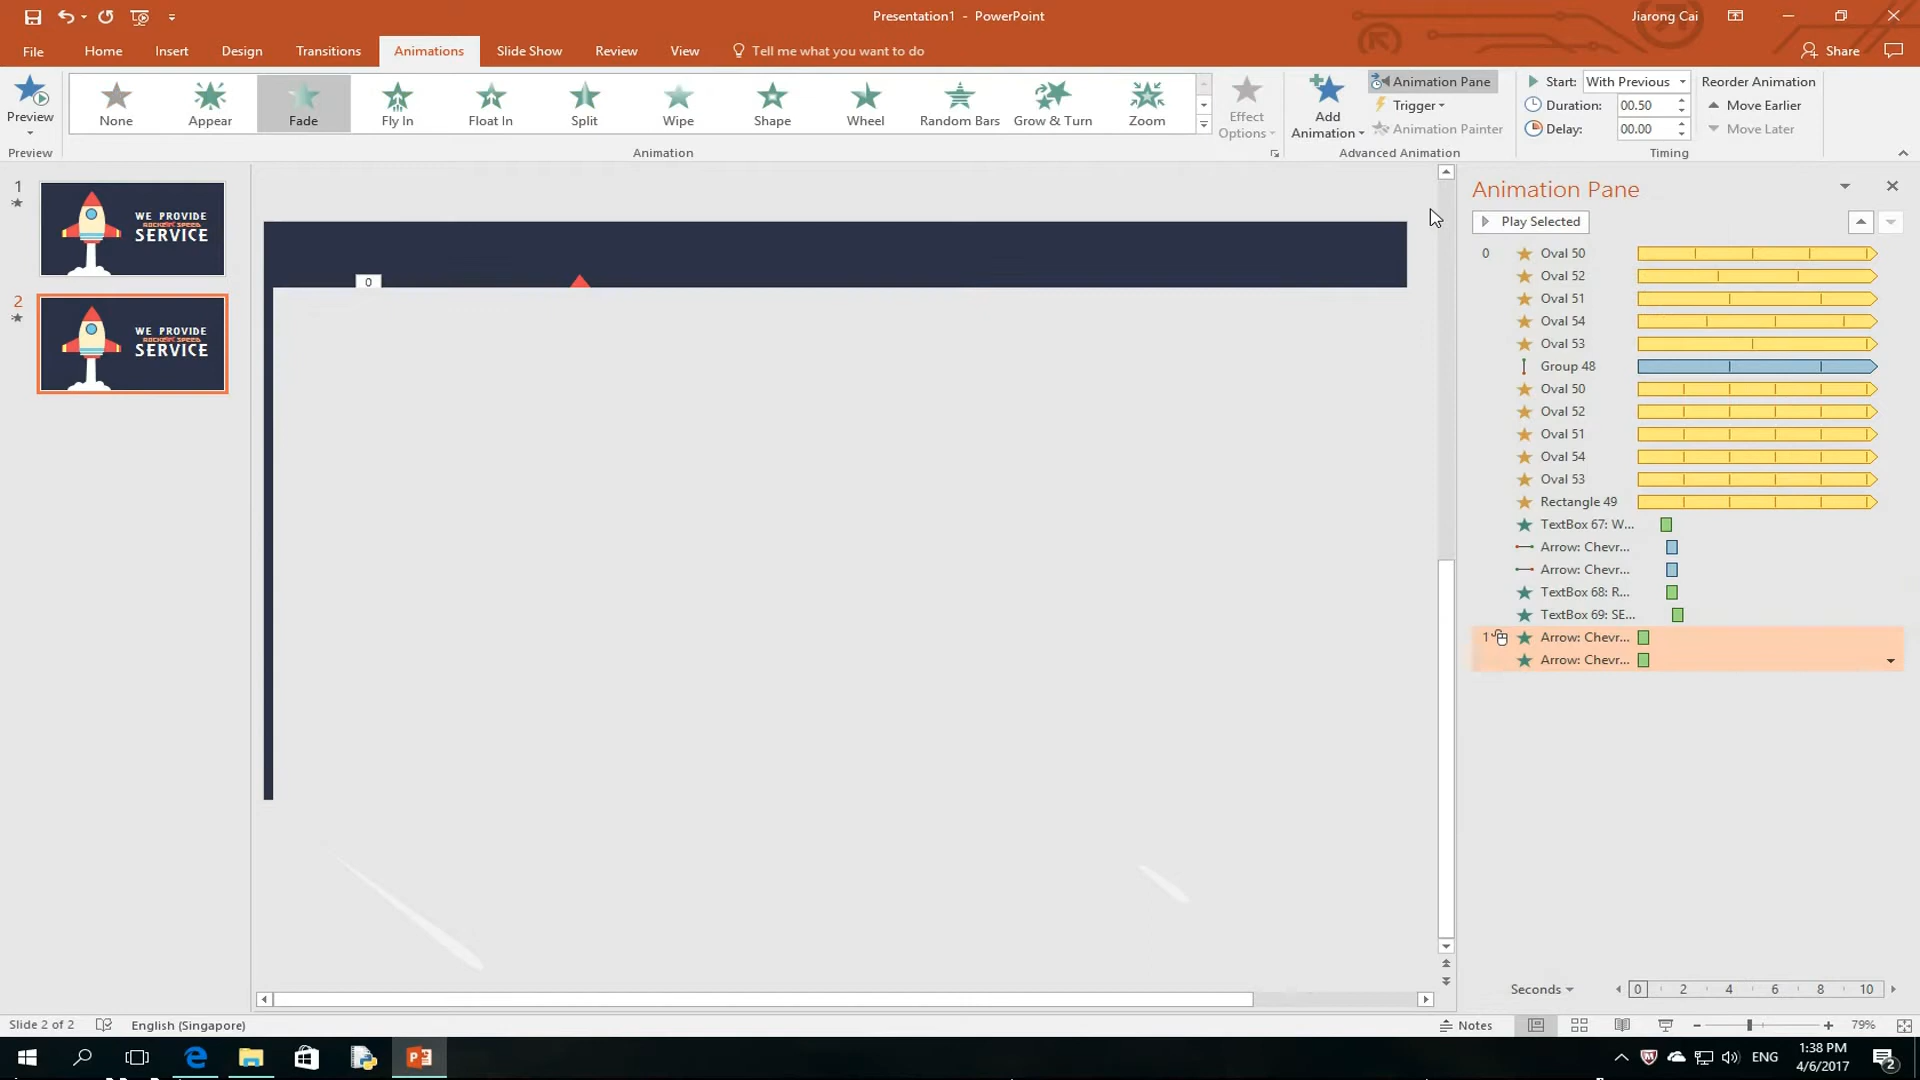 Presentation1 - PowerPoint
Jiarong Cai
File Home Insert Design Transitions Animations Slide Show Review View Tell me what you want to do
Share
Preview
None Appear Fade Fly In Float In Split Wipe Shape Wheel Random Bars Grow & Turn Zoom
Effect Options
Add Animation
Animation Pane
Trigger
Animation Painter
Start: With Previous
Duration: 00.50
Delay: 00.00
Reorder Animation
Move Earlier
Move Later
Preview Animation Advanced Animation Timing
1
WE PROVIDE
ROCKET SPEED
SERVICE
2
WE PROVIDE
ROCKET SPEED
SERVICE
0
Animation Pane
Play Selected
0 Oval 50
Oval 52
Oval 51
Oval 54
Oval 53
Group 48
Oval 50
Oval 52
Oval 51
Oval 54
Oval 53
Rectangle 49
TextBox 67: W...
Arrow: Chevr...
Arrow: Chevr...
TextBox 68: R...
TextBox 69: SE...
1 Arrow: Chevr...
Arrow: Chevr...
Seconds 0 2 4 6 8 10
Slide 2 of 2 English (Singapore) Notes 79%
ENG
1:38 PM
4/6/2017
2